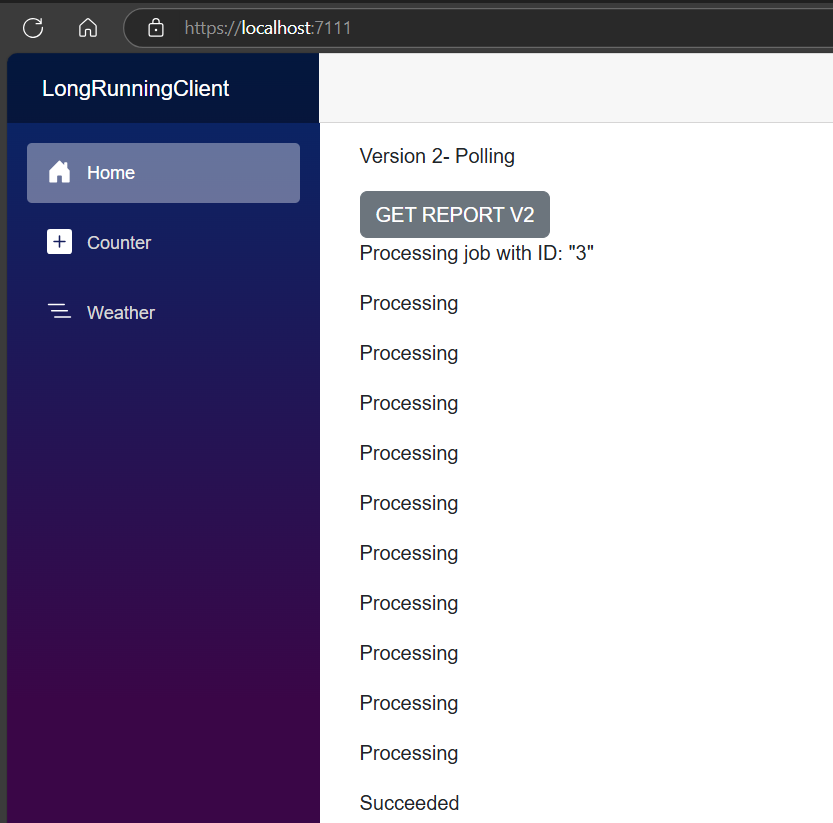 https://localhost:7111
LongRunningClient
Home
Counter
Weather
Version 2- Polling
GET REPORT V2
Processing job with ID: "3"
Processing
Processing
Processing
Processing
Processing
Processing
Processing
Processing
Processing
Processing
Succeeded